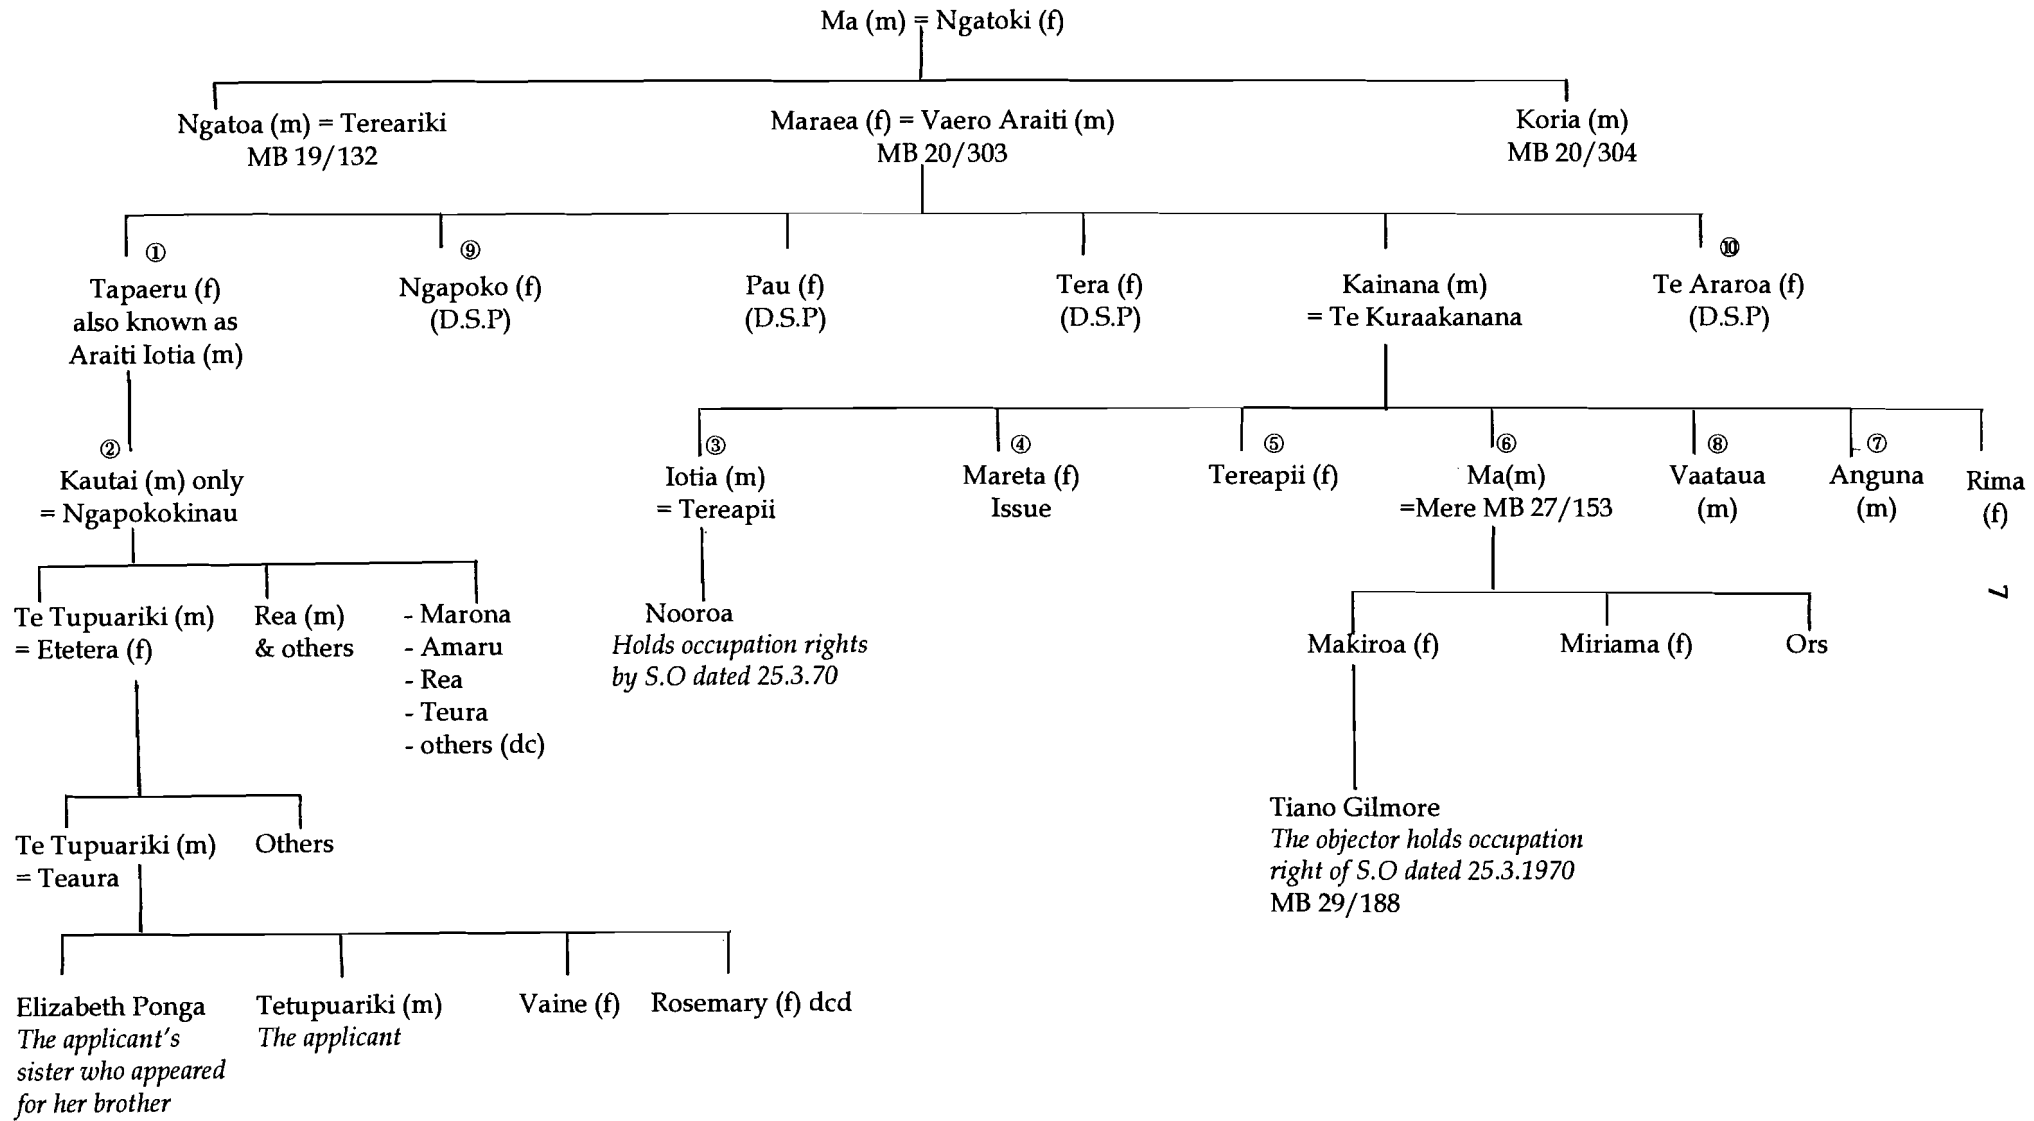 Ma (m) = Ngatoki (f)
Ngatoa (m) = Tereariki
MB 19/132
Maraea (f) = Vaero Araiti (m)
MB 20/303
Koria (m)
MB 20/304
①
Tapaeru (f)
also known as
Araiti Iotia (m)
⑨
Ngapoko (f)
(D.S.P)
Pau (f)
(D.S.P)
Tera (f)
(D.S.P)
Kainana (m)
= Te Kuraakanana
⑩
Te Araroa (f)
(D.S.P)
②
Kautai (m) only
= Ngapokokinau
③
Iotia (m)
= Tereapii
④
Mareta (f)
Issue
⑤
Tereapii (f)
⑥
Ma(m)
=Mere MB 27/153
⑧
Vaataua
(m)
⑦
Anguna
(m)
Rima
(f)
Te Tupuariki (m)
= Etetera (f)
Rea (m)
& others
- Marona
- Amaru
- Rea
- Teura
- others (dc)
Nooroa
Holds occupation rights
by S.O dated 25.3.70
Makiroa (f)
Miriama (f)
Ors
7
Te Tupuariki (m)
= Teaura
Others
Tiano Gilmore
The objector holds occupation
right of S.O dated 25.3.1970
MB 29/188
Elizabeth Ponga
The applicant's
sister who appeared
for her brother
Tetupuariki (m)
The applicant
Vaine (f)
Rosemary (f) dcd